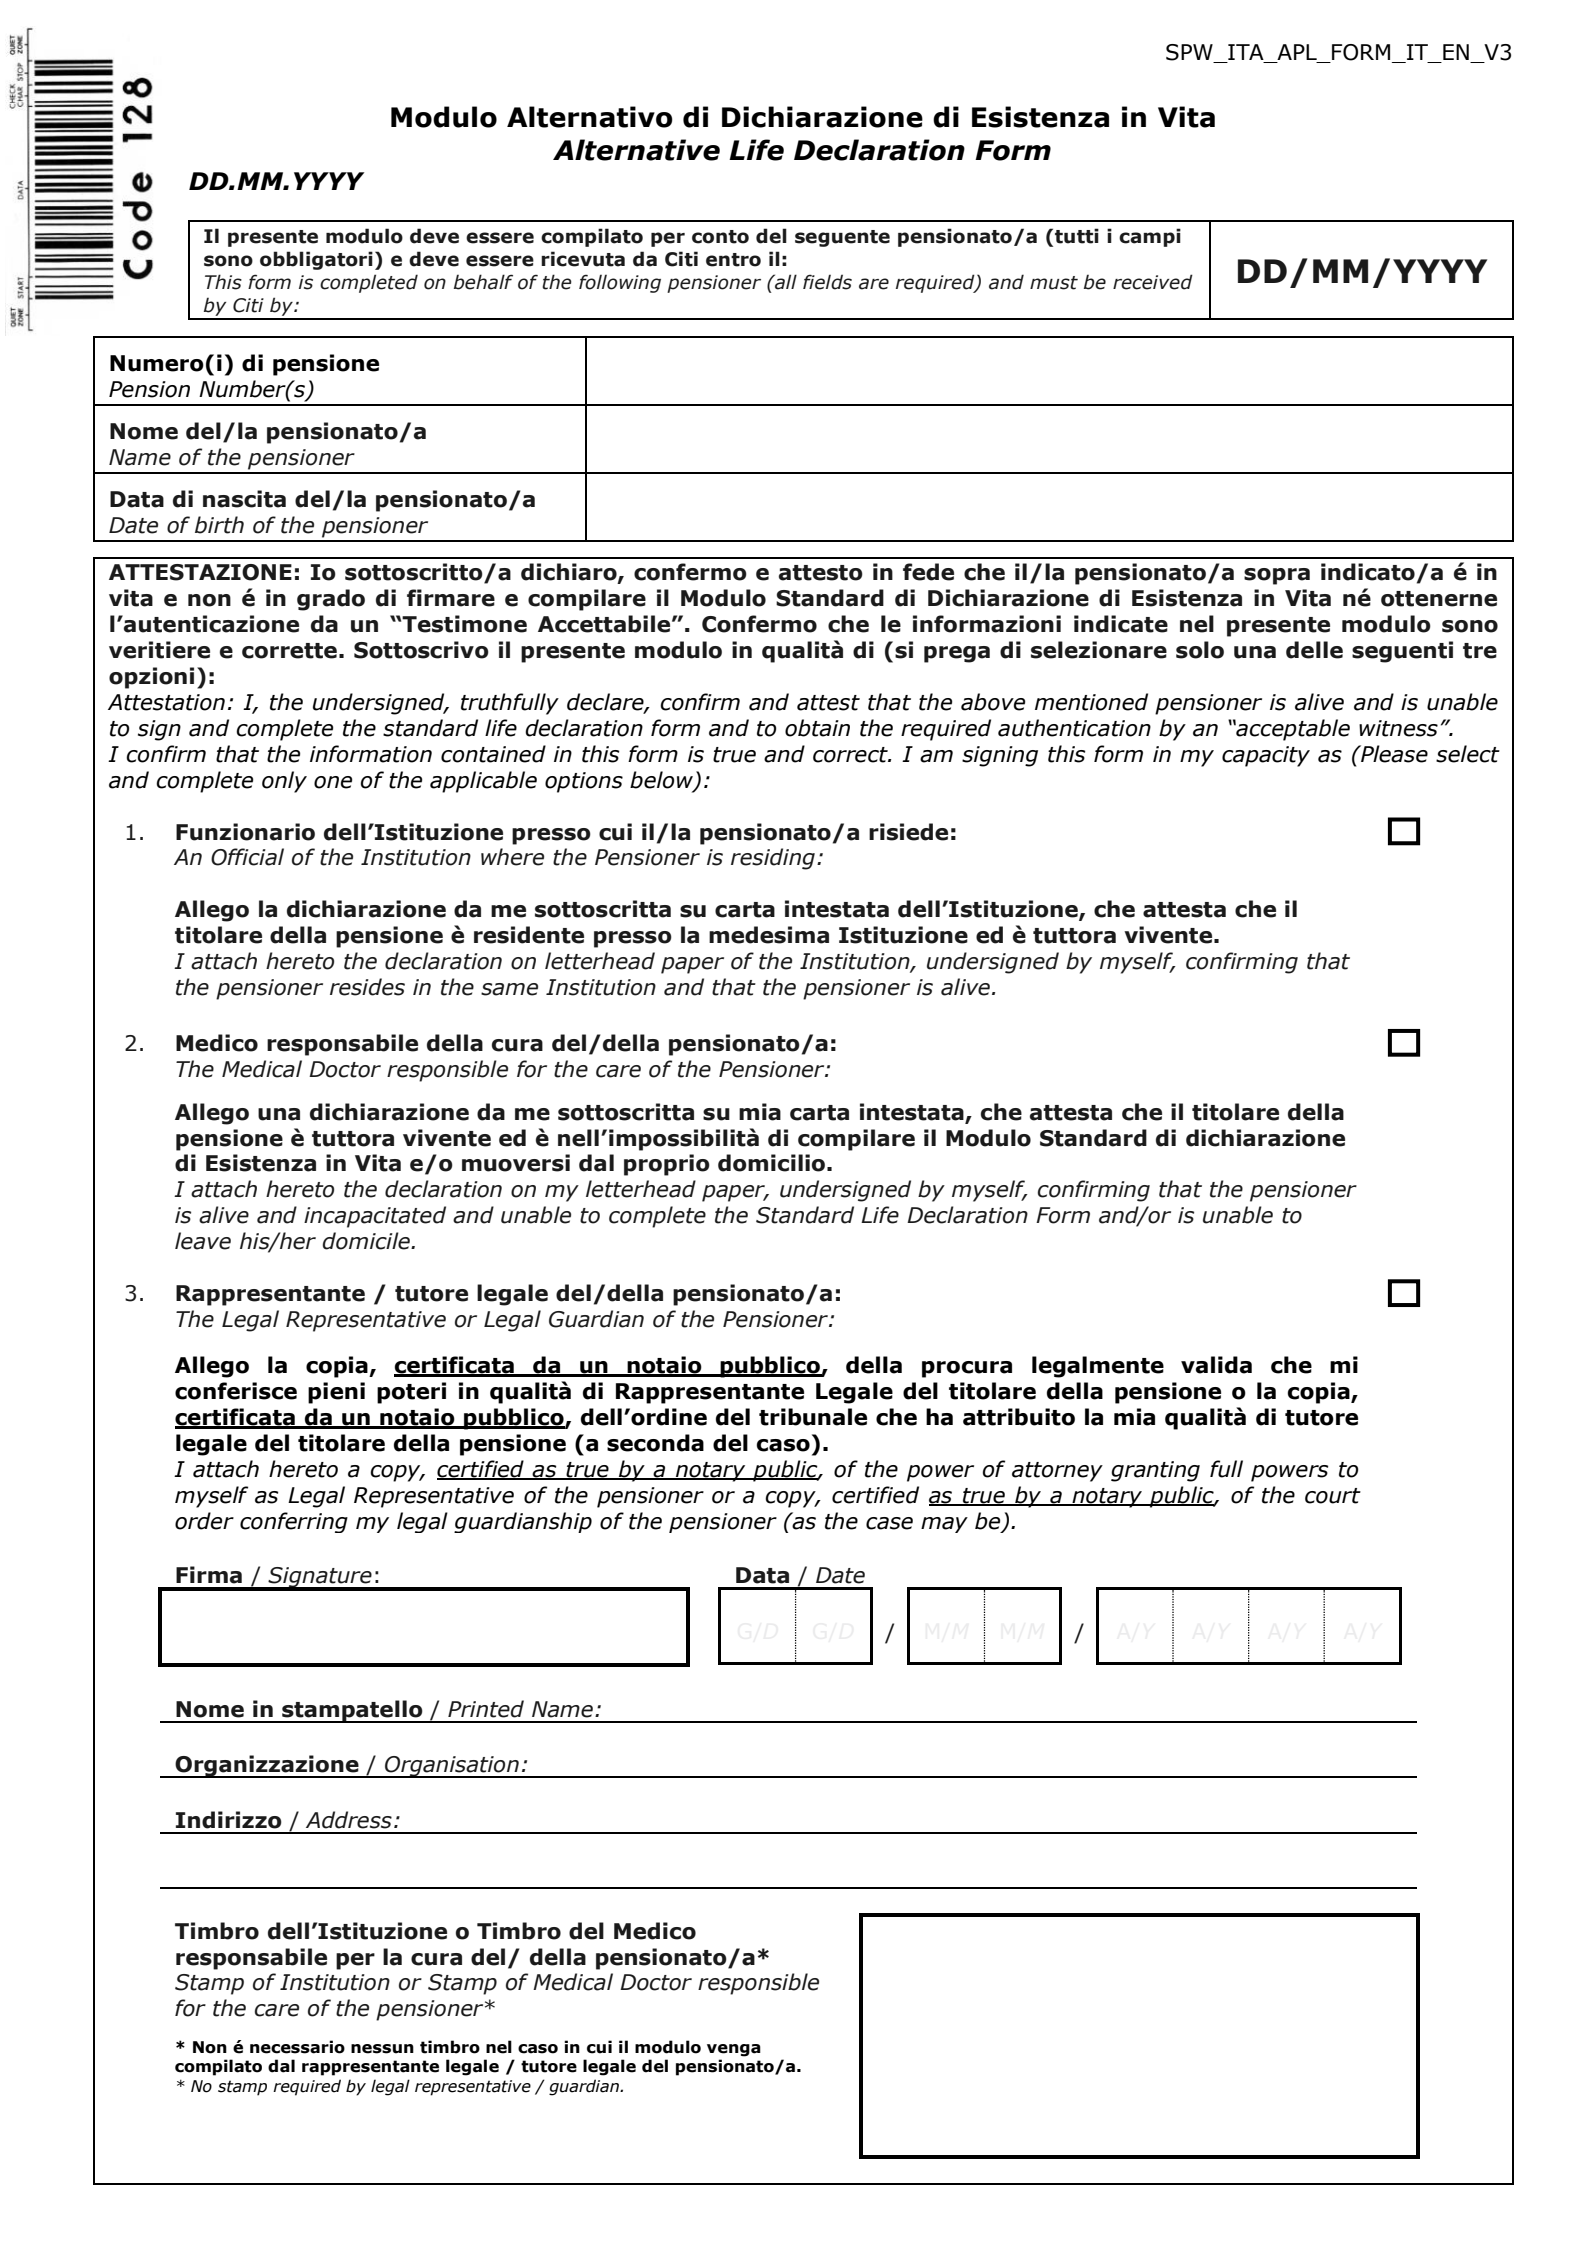 SPW_ITA_APL_FORM_IT_EN_V3
QUIET ZONE
START
DATA
CHECK CHAR
STOP
QUIET ZONE
Code 128
Modulo Alternativo di Dichiarazione di Esistenza in Vita
Alternative Life Declaration Form
DD.MM.YYYY
Il presente modulo deve essere compilato per conto del seguente pensionato/a (tutti i campi
sono obbligatori) e deve essere ricevuta da Citi entro il:
This form is completed on behalf of the following pensioner (all fields are required) and must be received
by Citi by:
DD/MM/YYYY
Numero(i) di pensione
Pension Number(s)
Nome del/la pensionato/a
Name of the pensioner
Data di nascita del/la pensionato/a
Date of birth of the pensioner
ATTESTAZIONE: Io sottoscritto/a dichiaro, confermo e attesto in fede che il/la pensionato/a sopra indicato/a é in
vita e non é in grado di firmare e compilare il Modulo Standard di Dichiarazione di Esistenza in Vita né ottenerne
l’autenticazione da un “Testimone Accettabile”. Confermo che le informazioni indicate nel presente modulo sono
veritiere e corrette. Sottoscrivo il presente modulo in qualità di (si prega di selezionare solo una delle seguenti tre
opzioni):
Attestation: I, the undersigned, truthfully declare, confirm and attest that the above mentioned pensioner is alive and is unable
to sign and complete the standard life declaration form and to obtain the required authentication by an “acceptable witness”.
I confirm that the information contained in this form is true and correct. I am signing this form in my capacity as (Please select
and complete only one of the applicable options below):
1. Funzionario dell’Istituzione presso cui il/la pensionato/a risiede:
An Official of the Institution where the Pensioner is residing:
Allego la dichiarazione da me sottoscritta su carta intestata dell’Istituzione, che attesta che il
titolare della pensione è residente presso la medesima Istituzione ed è tuttora vivente.
I attach hereto the declaration on letterhead paper of the Institution, undersigned by myself, confirming that
the pensioner resides in the same Institution and that the pensioner is alive.
2. Medico responsabile della cura del/della pensionato/a:
The Medical Doctor responsible for the care of the Pensioner:
Allego una dichiarazione da me sottoscritta su mia carta intestata, che attesta che il titolare della
pensione è tuttora vivente ed è nell’impossibilità di compilare il Modulo Standard di dichiarazione
di Esistenza in Vita e/o muoversi dal proprio domicilio.
I attach hereto the declaration on my letterhead paper, undersigned by myself, confirming that the pensioner
is alive and incapacitated and unable to complete the Standard Life Declaration Form and/or is unable to
leave his/her domicile.
3. Rappresentante / tutore legale del/della pensionato/a:
The Legal Representative or Legal Guardian of the Pensioner:
Allego la copia, certificata da un notaio pubblico, della procura legalmente valida che mi
conferisce pieni poteri in qualità di Rappresentante Legale del titolare della pensione o la copia,
certificata da un notaio pubblico, dell’ordine del tribunale che ha attribuito la mia qualità di tutore
legale del titolare della pensione (a seconda del caso).
I attach hereto a copy, certified as true by a notary public, of the power of attorney granting full powers to
myself as Legal Representative of the pensioner or a copy, certified as true by a notary public, of the court
order conferring my legal guardianship of the pensioner (as the case may be).
Firma / Signature: Data / Date
G/D G/D / M/M M/M / A/Y A/Y A/Y A/Y
Nome in stampatello / Printed Name:
Organizzazione / Organisation:
Indirizzo / Address:
Timbro dell’Istituzione o Timbro del Medico
responsabile per la cura del/ della pensionato/a*
Stamp of Institution or Stamp of Medical Doctor responsible
for the care of the pensioner*
* Non é necessario nessun timbro nel caso in cui il modulo venga
compilato dal rappresentante legale / tutore legale del pensionato/a.
* No stamp required by legal representative / guardian.